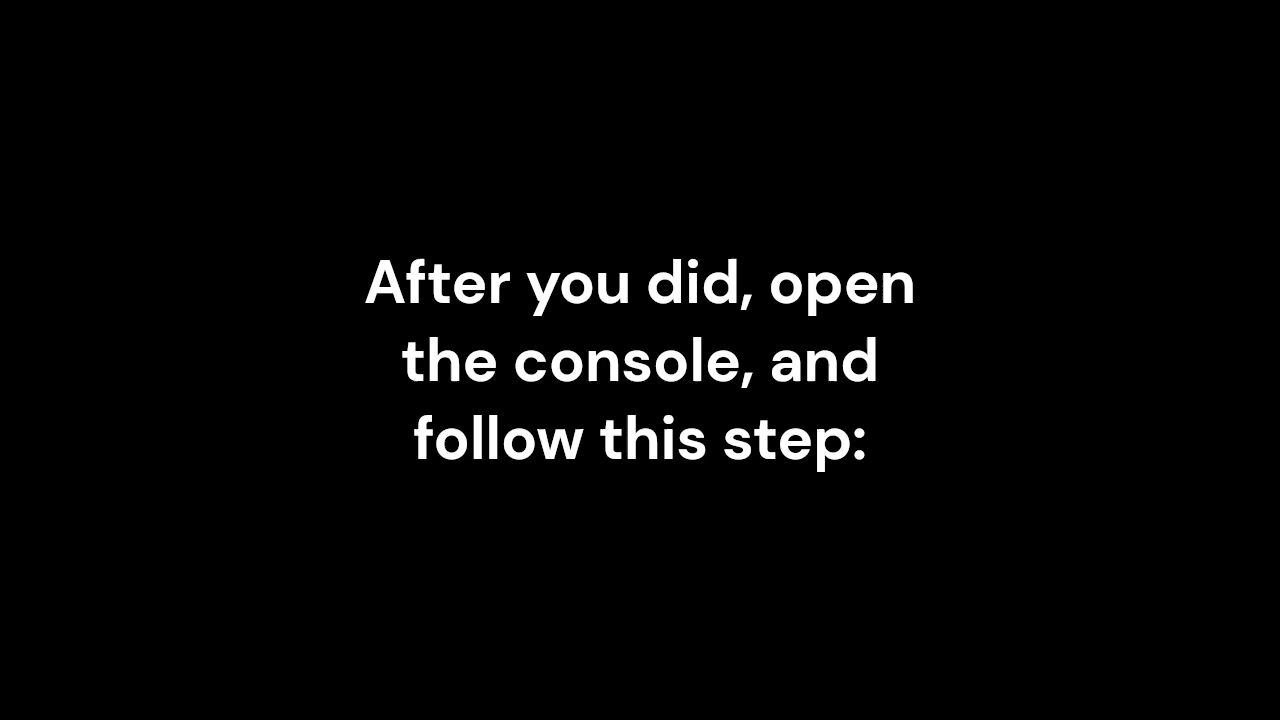 After you did, open
the console, and
follow this step: